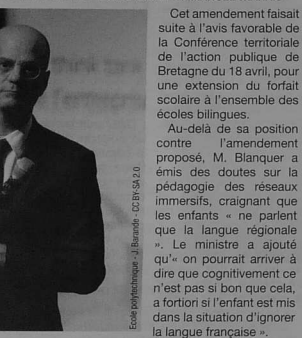 Cet amendement faisait
suite à l'avis favorable de
la Conférence territoriale
de l'action publique de
Bretagne du 18 avril, pour
une extension du forfait
scolaire à l'ensemble des
écoles bilingues.
Au-delà de sa position
contre l'amendement
proposé, M. Blanquer a
émis des doutes sur la
pédagogie des réseaux
immersifs, craignant que
les enfants « ne parlent
que la langue régionale
». Le ministre a ajouté
qu'« on pourrait arriver à
dire que cognitivement ce
n'est pas si bon que cela,
a fortiori si l'enfant est mis
dans la situation d'ignorer
la langue française ».
Ecole polytechnique - J. Barande - CC BY-SA 2.0